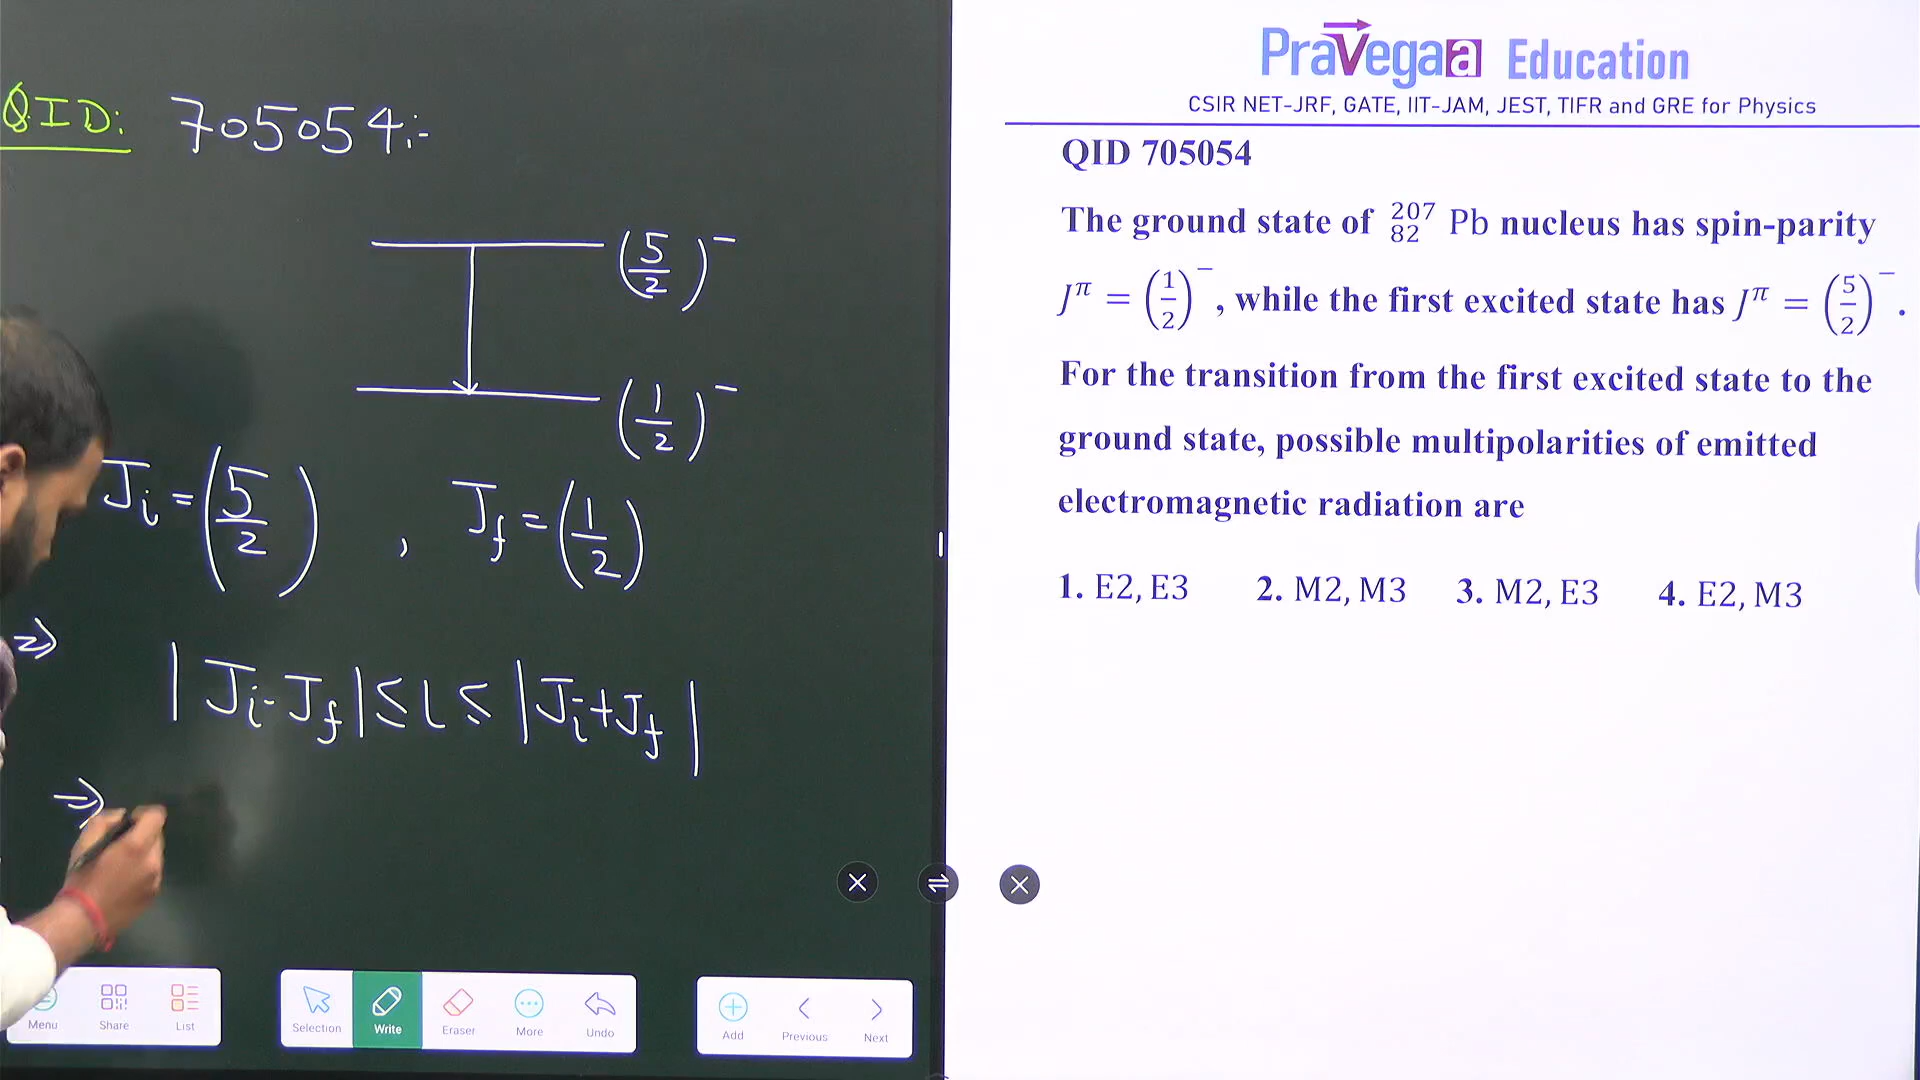 QID: 705054:-
(5/2)⁻
(1/2)⁻
Ji = (5/2) , Jf = (1/2)
⇒
|Ji - Jf| ≤ L ≤ |Ji + Jf|
⇒
Menu Share List Selection Write Eraser More Undo Add Previous Next
PraVegaa Education
CSIR NET-JRF, GATE, IIT-JAM, JEST, TIFR and GRE for Physics
QID 705054
The ground state of ²⁰⁷₈₂ Pb nucleus has spin-parity
J^π = (1/2)⁻, while the first excited state has J^π = (5/2)⁻.
For the transition from the first excited state to the
ground state, possible multipolarities of emitted
electromagnetic radiation are
1. E2, E3 2. M2, M3 3. M2, E3 4. E2, M3